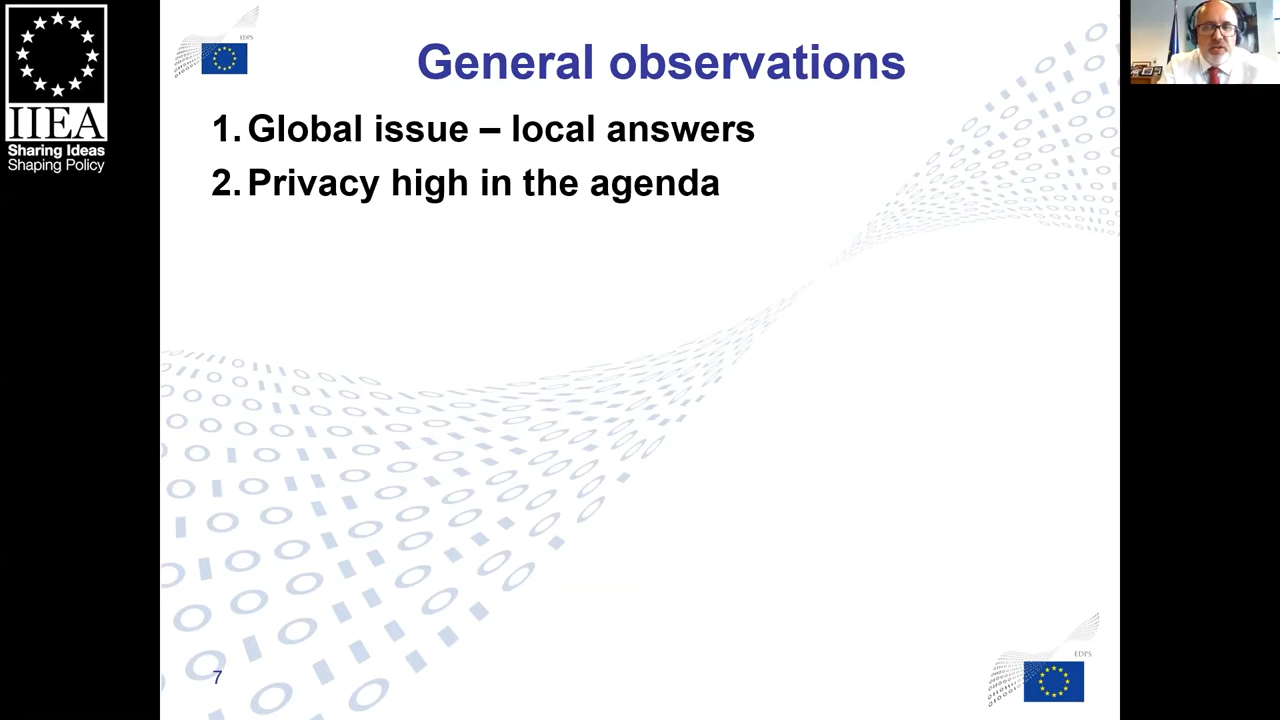 IIEA
Sharing Ideas
Shaping Policy
EDPS
General observations
1. Global issue – local answers
2. Privacy high in the agenda
7
EDPS